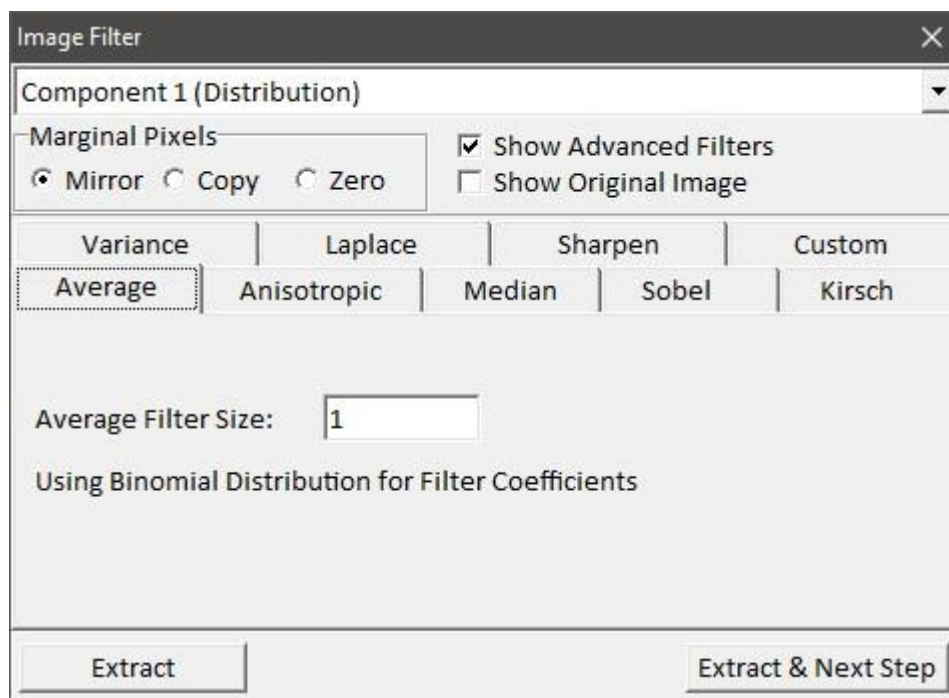 Image Filter
Component 1 (Distribution)
Marginal Pixels
Mirror Copy Zero
Show Advanced Filters
Show Original Image
Variance Laplace Sharpen Custom
Average Anisotropic Median Sobel Kirsch
Average Filter Size: 1
Using Binomial Distribution for Filter Coefficients
Extract Extract & Next Step